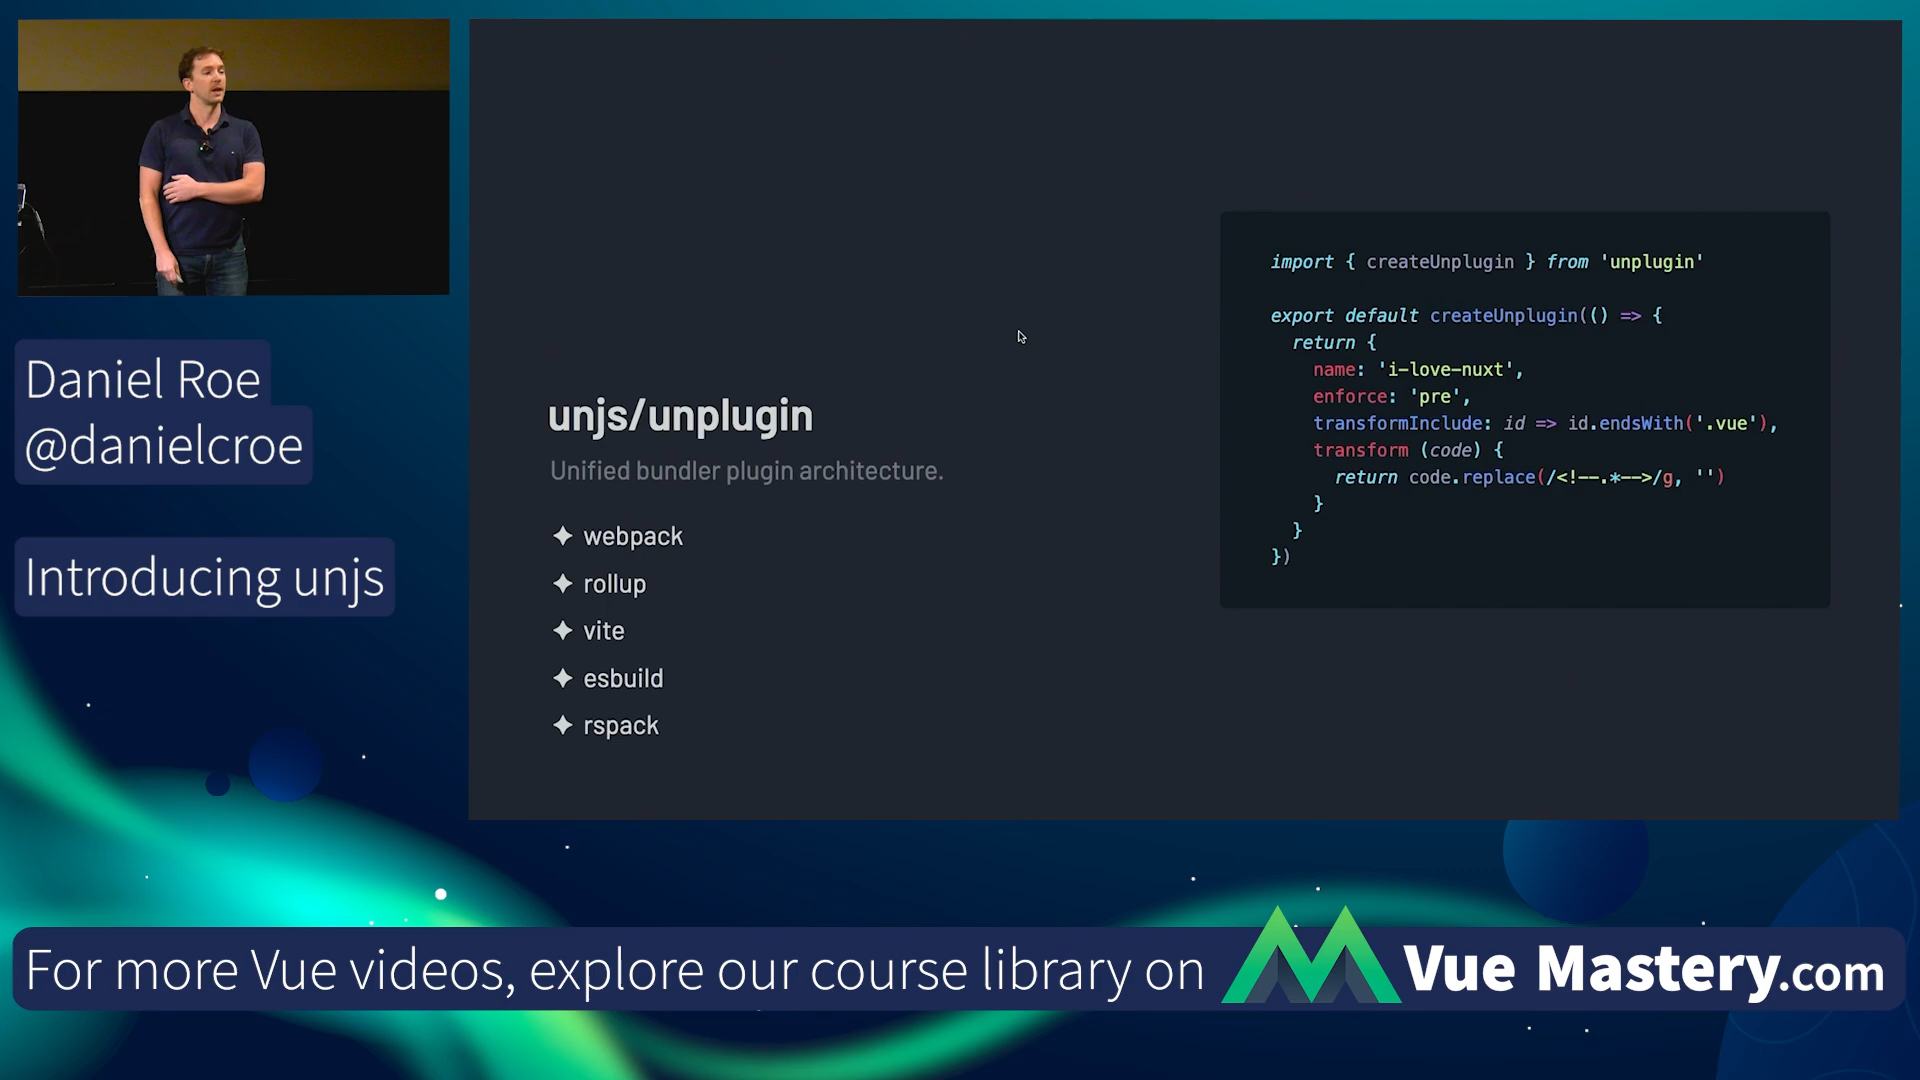 Daniel Roe
@danielcroe
Introducing unjs
unjs/unplugin
Unified bundler plugin architecture.
webpack
rollup
vite
esbuild
rspack
import { createUnplugin } from 'unplugin'
export default createUnplugin(() => {
  return {
    name: 'i-love-nuxt',
    enforce: 'pre',
    transformInclude: id => id.endsWith('.vue'),
    transform (code) {
      return code.replace(/<!--.*-->/g, '')
    }
  }
})
For more Vue videos, explore our course library on Vue Mastery.com